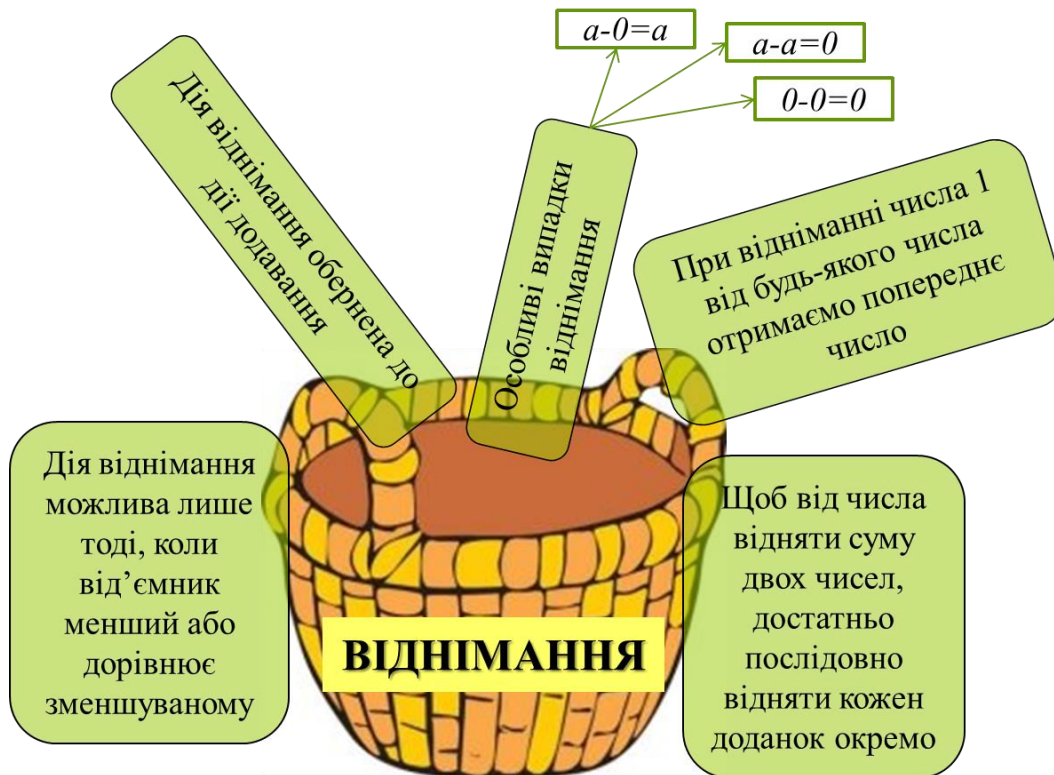 a-0=a
a-a=0
0-0=0
Дія віднімання обернена до
дії додавання
Особливі випадки
віднімання
При відніманні числа 1
від будь-якого числа
отримаємо попереднє
число
Дія віднімання
можлива лише
тоді, коли
від’ємник
менший або
дорівнює
зменшуваному
Щоб від числа
відняти суму
двох чисел,
достатньо
послідовно
відняти кожен
доданок окремо
ВІДНІМАННЯ